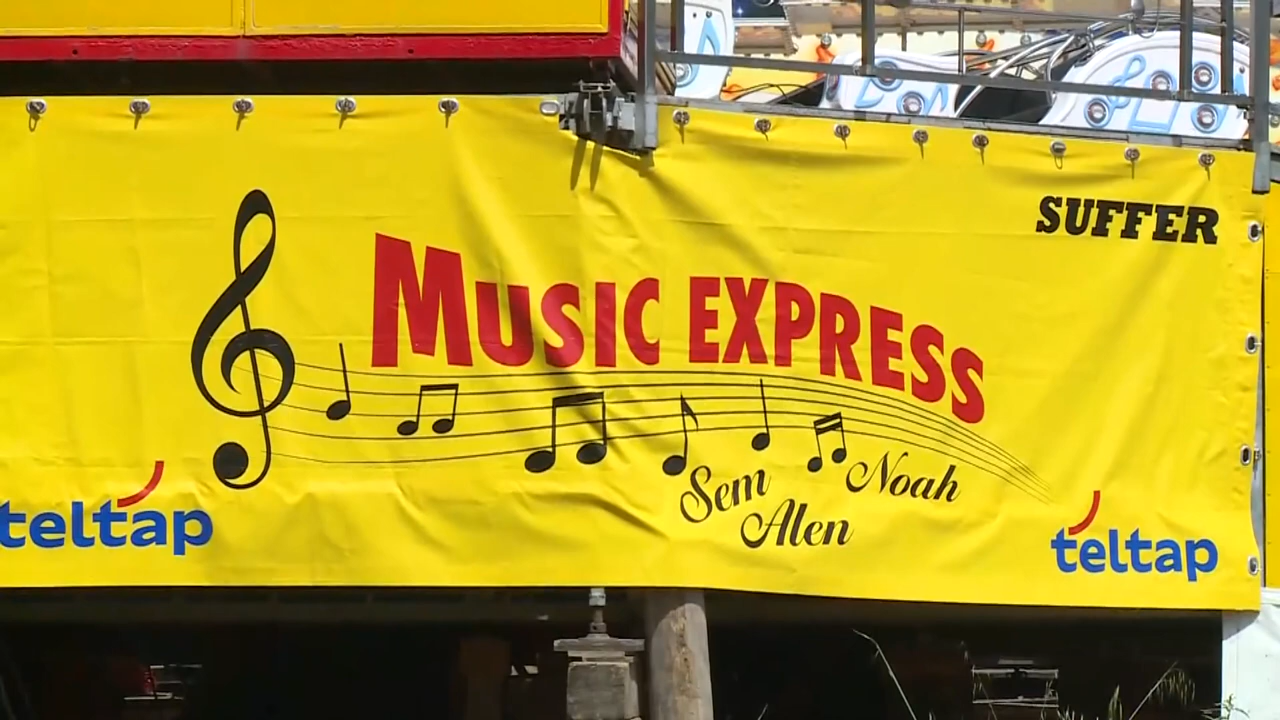 SUFFER
MUSIC EXPRESS
Sem Noah
Alen
teltap
teltap